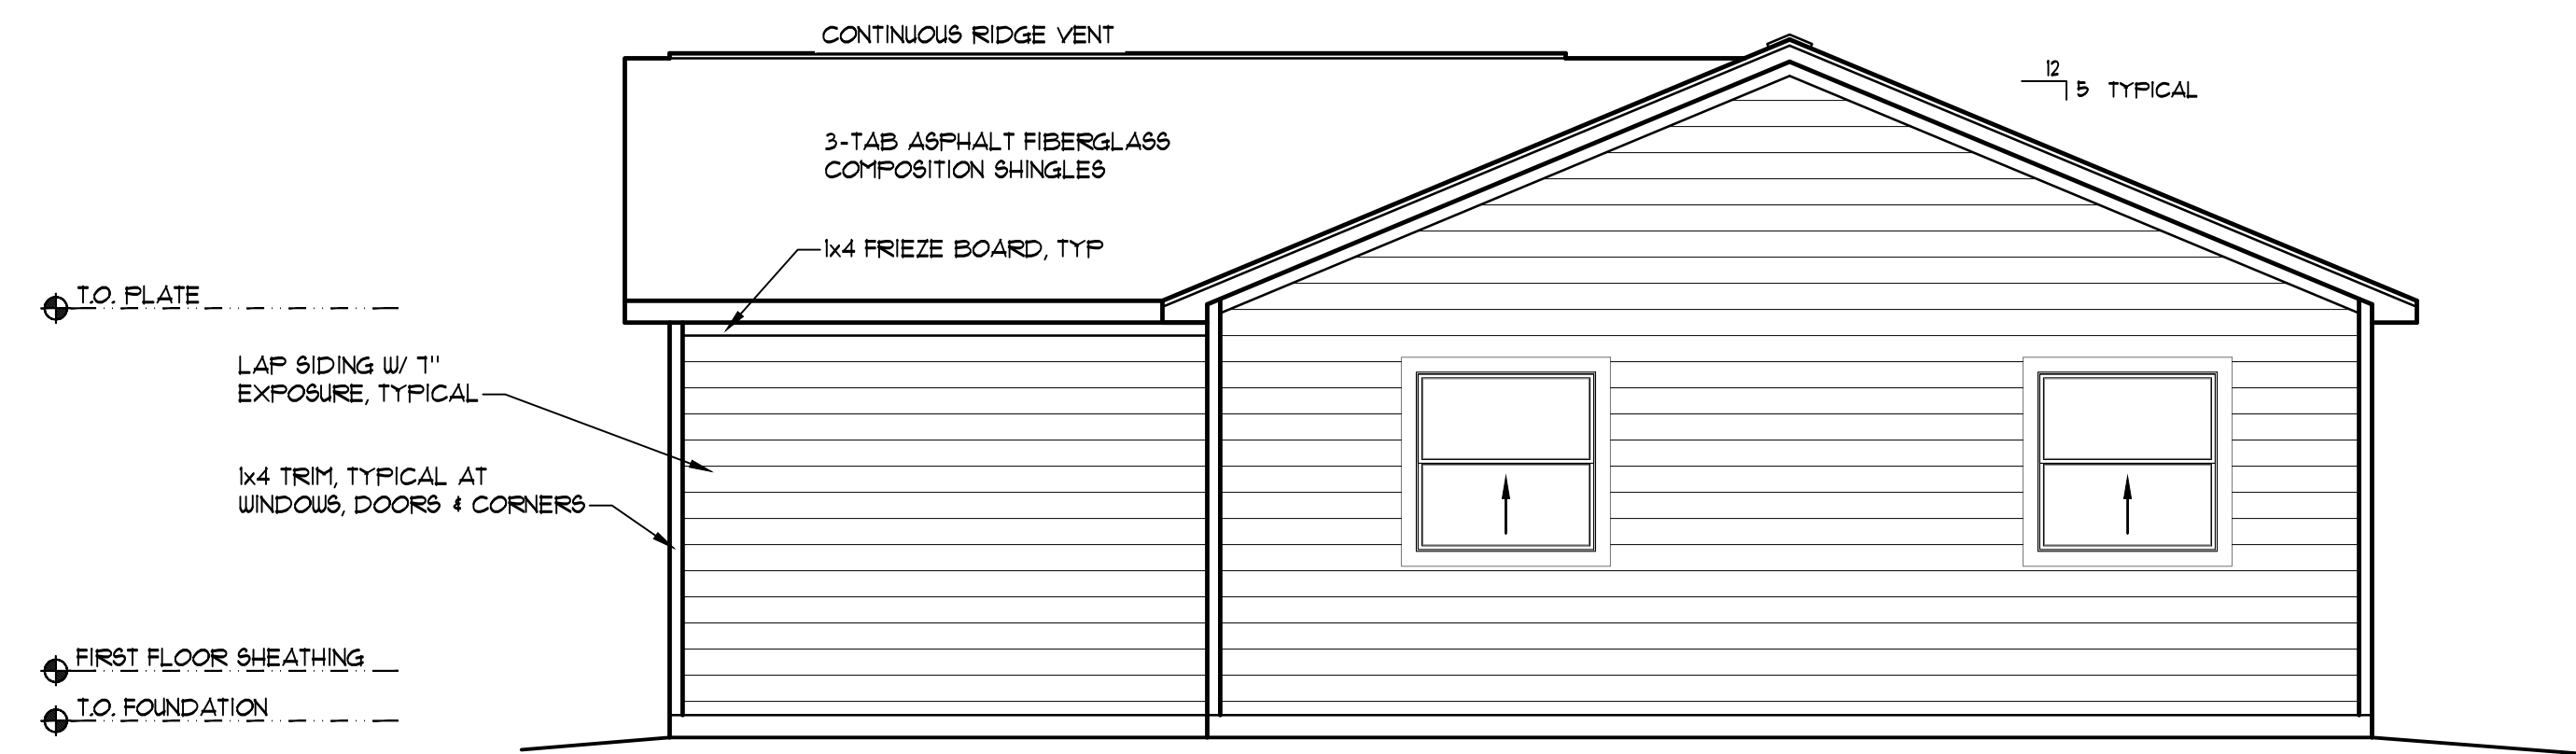 CONTINUOUS RIDGE VENT
12
5 TYPICAL
3-TAB ASPHALT FIBERGLASS
COMPOSITION SHINGLES
1x4 FRIEZE BOARD, TYP
T.O. PLATE
LAP SIDING W/ 7"
EXPOSURE, TYPICAL
1x4 TRIM, TYPICAL AT
WINDOWS, DOORS & CORNERS
FIRST FLOOR SHEATHING
T.O. FOUNDATION